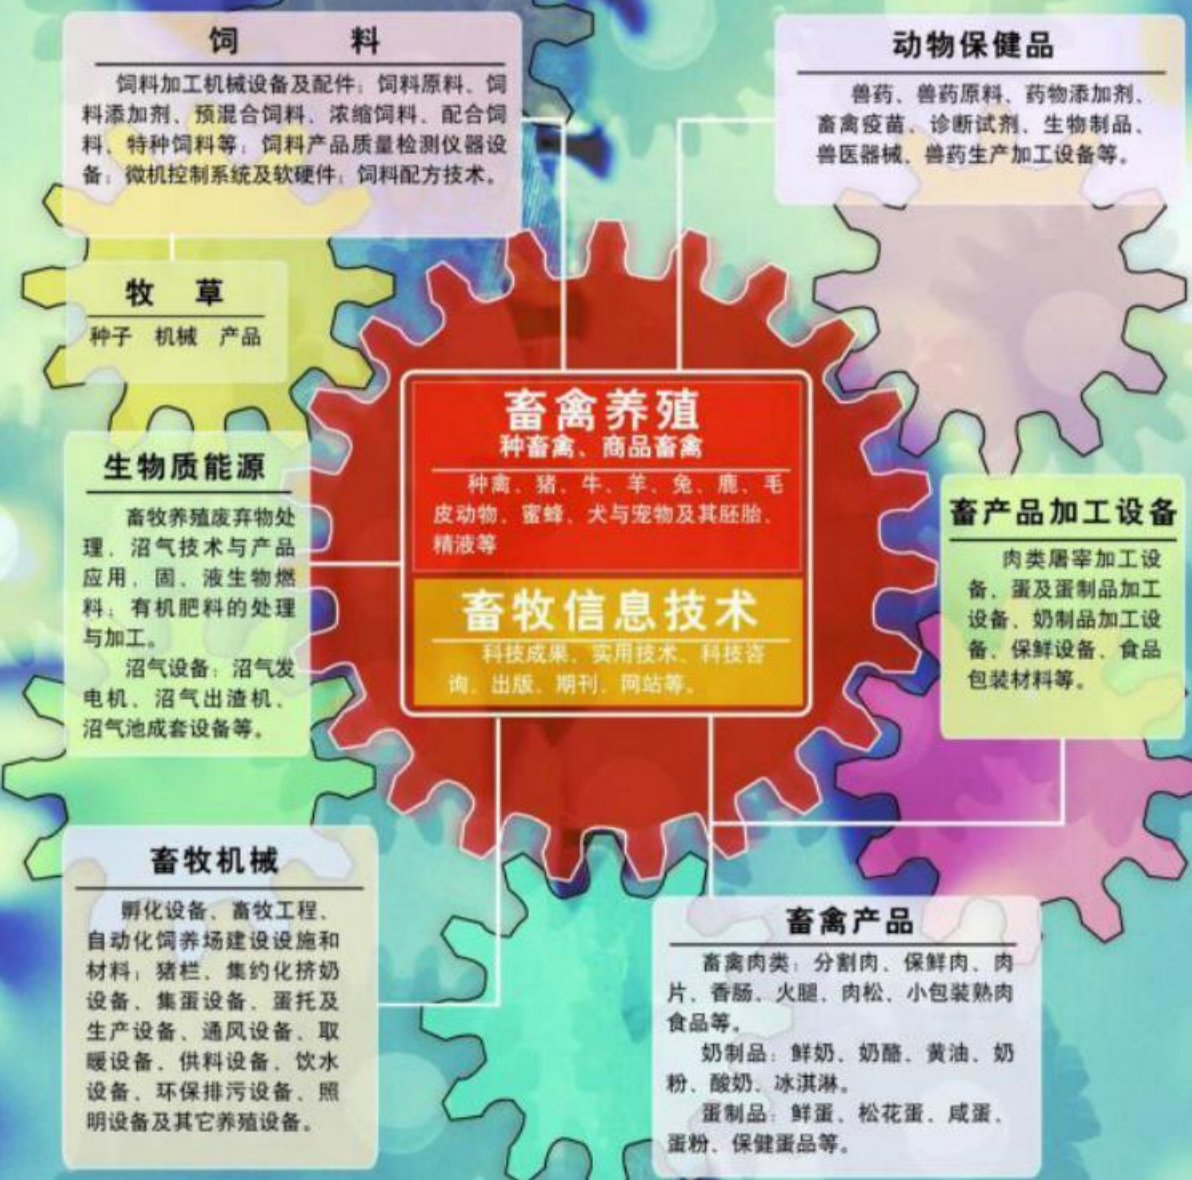 饲 料
饲料加工机械设备及配件；饲料原料、饲
料添加剂、预混合饲料、浓缩饲料、配合饲
料、特种饲料等；饲料产品质量检测仪器设
备；微机控制系统及软硬件；饲料配方技术。
动物保健品
兽药、兽药原料、药物添加剂、
畜禽疫苗、诊断试剂、生物制品、
兽医器械、兽药生产加工设备等。
牧 草
种子 机械 产品
畜禽养殖
种畜禽、商品畜禽
种禽、猪、牛、羊、兔、鹿、毛
皮动物、蜜蜂、犬与宠物及其胚胎、
精液等
畜牧信息技术
科技成果、实用技术、科技咨
询、出版、期刊、网站等。
生物质能源
畜牧养殖废弃物处
理、沼气技术与产品
应用、固、液生物燃
料；有机肥料的处理
与加工。
沼气设备：沼气发
电机、沼气出渣机、
沼气池成套设备等。
畜产品加工设备
肉类屠宰加工设
备、蛋及蛋制品加工
设备、奶制品加工设
备、保鲜设备、食品
包装材料等。
畜牧机械
孵化设备、畜牧工程、
自动化饲养场建设设施和
材料；猪栏、集约化挤奶
设备、集蛋设备、蛋托及
生产设备、通风设备、取
暖设备、供料设备、饮水
设备、环保排污设备、照
明设备及其它养殖设备。
畜禽产品
畜禽肉类：分割肉、保鲜肉、肉
片、香肠、火腿、肉松、小包装熟肉
食品等。
奶制品：鲜奶、奶酪、黄油、奶
粉、酸奶、冰淇淋。
蛋制品：鲜蛋、松花蛋、咸蛋、
蛋粉、保健蛋品等。